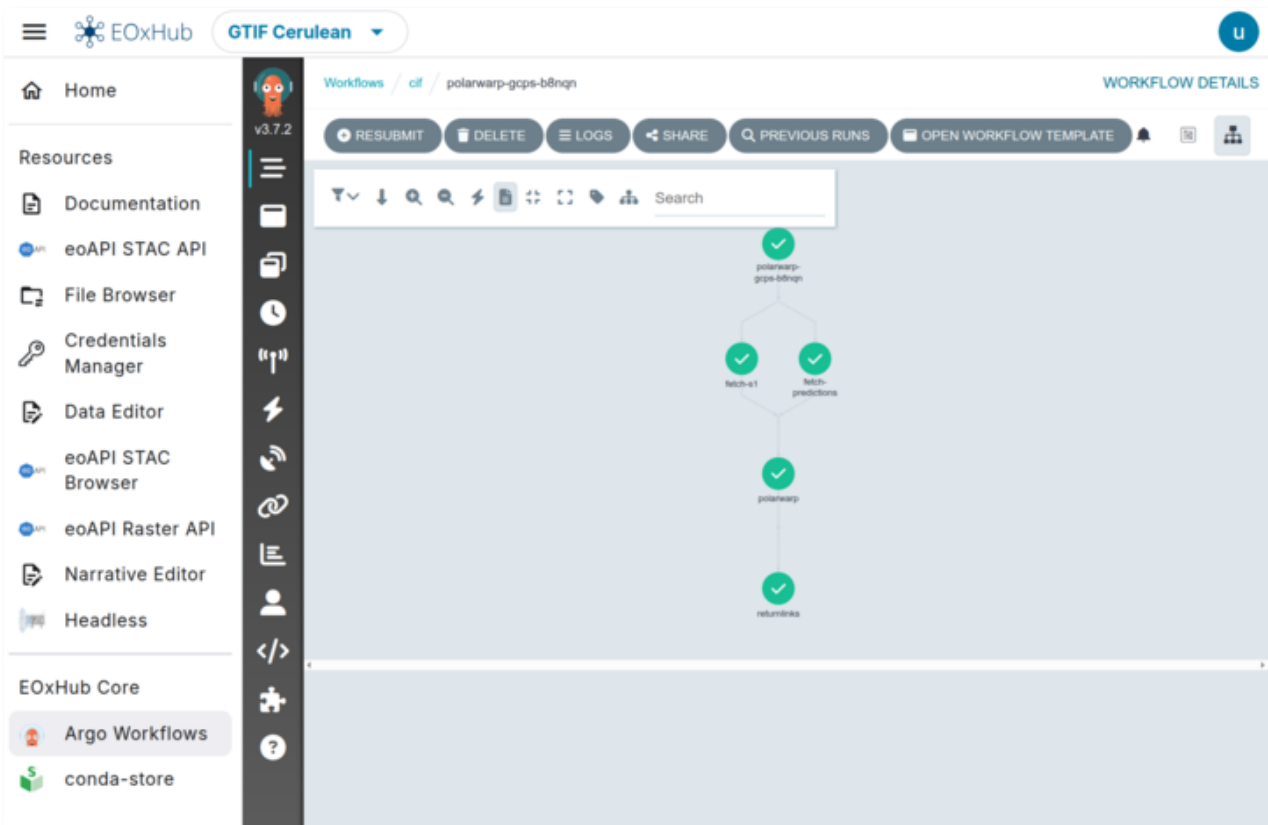 EOxHub
GTIF Cerulean
u
Home
Resources
Documentation
eoAPI STAC API
File Browser
Credentials
Manager
Data Editor
eoAPI STAC
Browser
eoAPI Raster API
Narrative Editor
Headless
EOxHub Core
Argo Workflows
conda-store
v3.7.2
Workflows / cif / polarwarp-gcps-b8nqn
WORKFLOW DETAILS
RESUBMIT
DELETE
LOGS
SHARE
PREVIOUS RUNS
OPEN WORKFLOW TEMPLATE
Search
polarwarp-
gcps-b8nqn
fetch-s1
fetch-
predictions
polarwarp
returnlinks